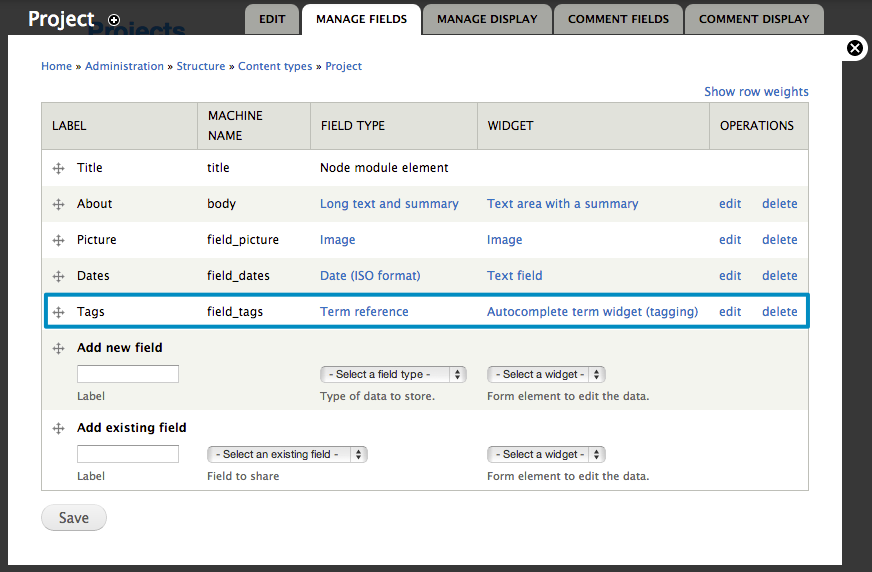 Project
Projects
EDIT MANAGE FIELDS MANAGE DISPLAY COMMENT FIELDS COMMENT DISPLAY
Home » Administration » Structure » Content types » Project
Show row weights
LABEL MACHINE NAME FIELD TYPE WIDGET OPERATIONS
Title title Node module element
About body Long text and summary Text area with a summary edit delete
Picture field_picture Image Image edit delete
Dates field_dates Date (ISO format) Text field edit delete
Tags field_tags Term reference Autocomplete term widget (tagging) edit delete
Add new field
- Select a field type - - Select a widget -
Label Type of data to store. Form element to edit the data.
Add existing field
- Select an existing field - - Select a widget -
Label Field to share Form element to edit the data.
Save